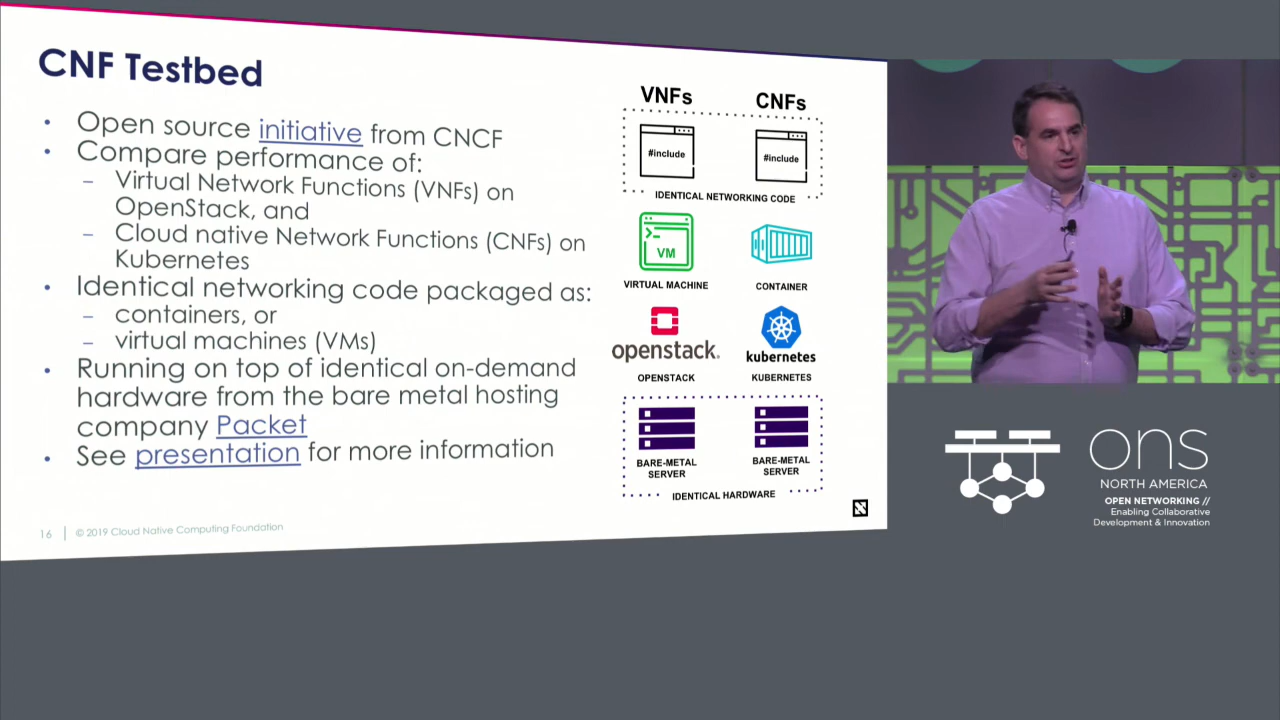 CNF Testbed
• Open source initiative from CNCF
• Compare performance of:
– Virtual Network Functions (VNFs) on
OpenStack, and
– Cloud native Network Functions (CNFs) on
Kubernetes
• Identical networking code packaged as:
– containers, or
– virtual machines (VMs)
• Running on top of identical on-demand
hardware from the bare metal hosting
company Packet
• See presentation for more information
16 | © 2019 Cloud Native Computing Foundation
VNFs CNFs
#include #include
IDENTICAL NETWORKING CODE
VM
VIRTUAL MACHINE CONTAINER
openstack. kubernetes
OPENSTACK KUBERNETES
BARE-METAL
SERVER
BARE-METAL
SERVER
IDENTICAL HARDWARE
ons
NORTH AMERICA
OPEN NETWORKING //
Enabling Collaborative
Development & Innovation